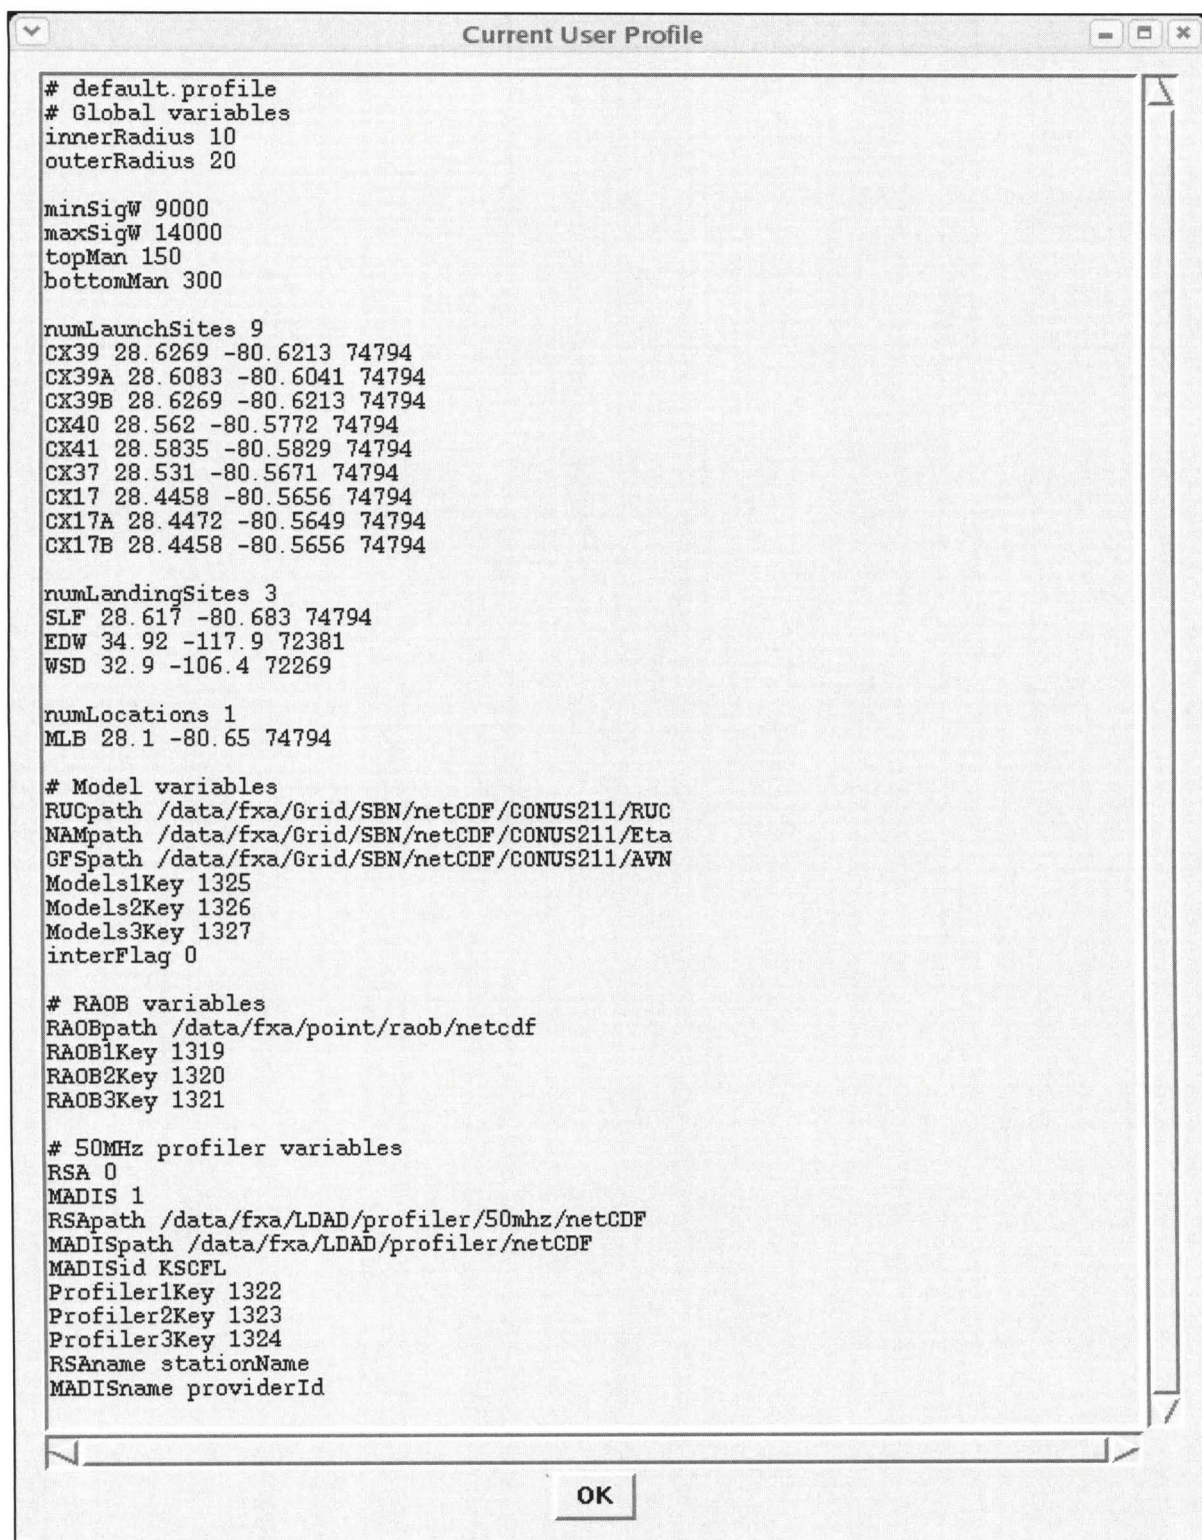 Current User Profile
# default.profile
# Global variables
innerRadius 10
outerRadius 20
minSigW 9000
maxSigW 14000
topMan 150
bottomMan 300
numLaunchSites 9
CX39 28.6269 -80.6213 74794
CX39A 28.6083 -80.6041 74794
CX39B 28.6269 -80.6213 74794
CX40 28.562 -80.5772 74794
CX41 28.5835 -80.5829 74794
CX37 28.531 -80.5671 74794
CX17 28.4458 -80.5656 74794
CX17A 28.4472 -80.5649 74794
CX17B 28.4458 -80.5656 74794
numLandingSites 3
SLF 28.617 -80.683 74794
EDW 34.92 -117.9 72381
WSD 32.9 -106.4 72269
numLocations 1
MLB 28.1 -80.65 74794
# Model variables
RUCpath /data/fxa/Grid/SBN/netCDF/CONUS211/RUC
NAMpath /data/fxa/Grid/SBN/netCDF/CONUS211/Eta
GFSpath /data/fxa/Grid/SBN/netCDF/CONUS211/AVN
Models1Key 1325
Models2Key 1326
Models3Key 1327
interFlag 0
# RAOB variables
RAOBpath /data/fxa/point/raob/netcdf
RAOB1Key 1319
RAOB2Key 1320
RAOB3Key 1321
# 50MHz profiler variables
RSA 0
MADIS 1
RSApath /data/fxa/LDAD/profiler/50mhz/netCDF
MADISpath /data/fxa/LDAD/profiler/netCDF
MADISid KSCFL
Profiler1Key 1322
Profiler2Key 1323
Profiler3Key 1324
RSAname stationName
MADISname providerId
OK